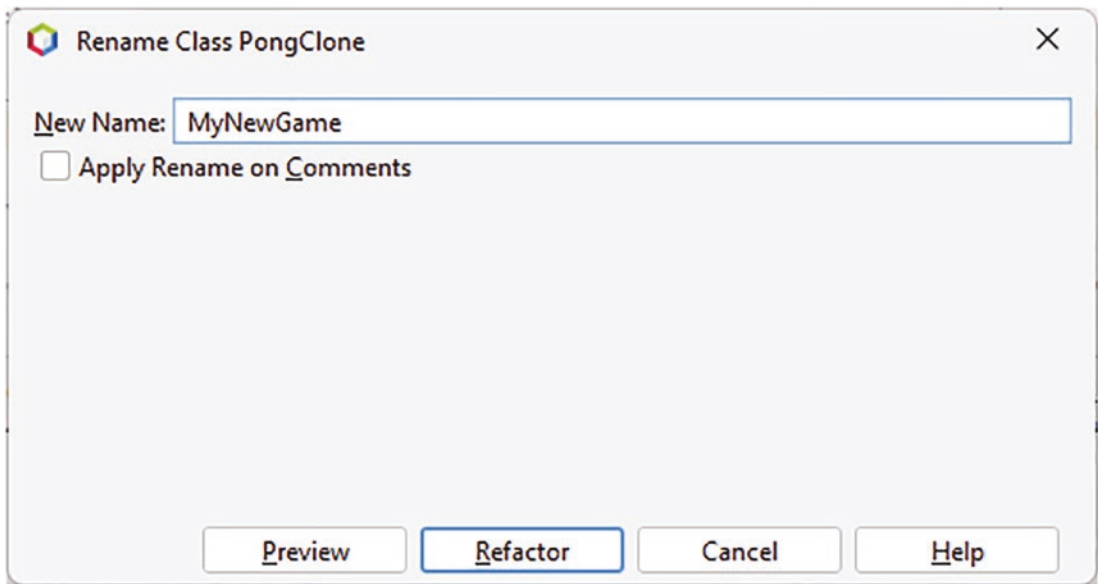 Rename Class PongClone
New Name: MyNewGame
Apply Rename on Comments
Preview Refactor Cancel Help